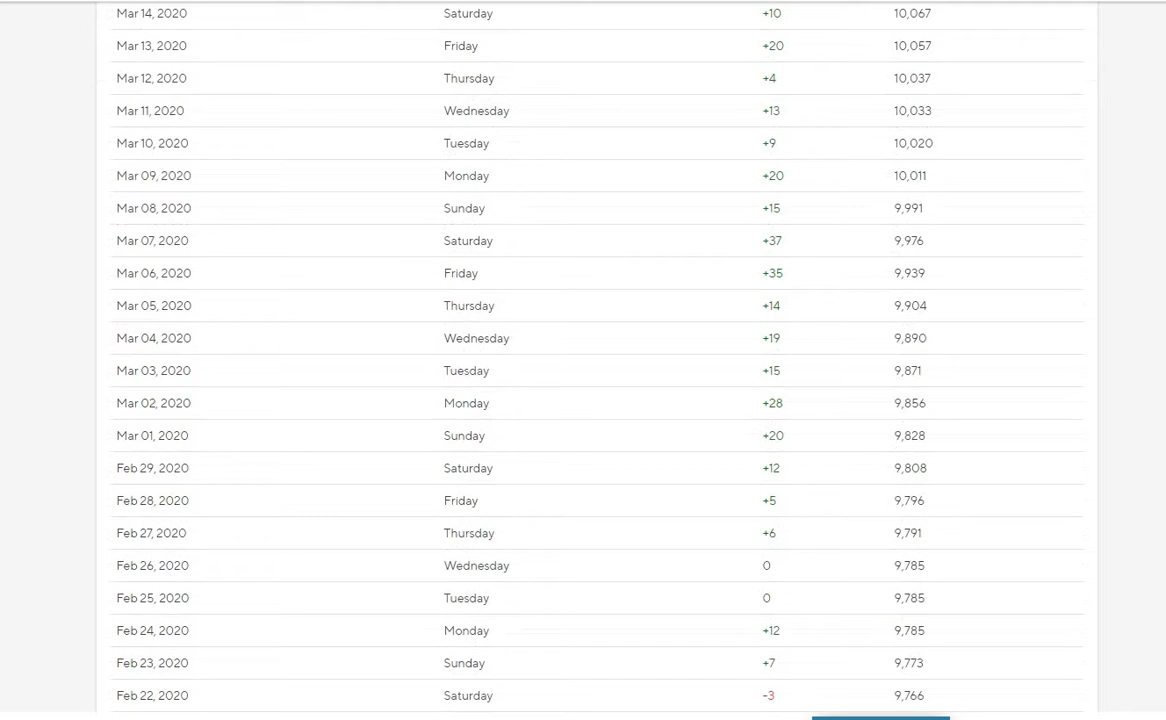 Mar 14, 2020 Saturday +10 10,067
Mar 13, 2020 Friday +20 10,057
Mar 12, 2020 Thursday +4 10,037
Mar 11, 2020 Wednesday +13 10,033
Mar 10, 2020 Tuesday +9 10,020
Mar 09, 2020 Monday +20 10,011
Mar 08, 2020 Sunday +15 9,991
Mar 07, 2020 Saturday +37 9,976
Mar 06, 2020 Friday +35 9,939
Mar 05, 2020 Thursday +14 9,904
Mar 04, 2020 Wednesday +19 9,890
Mar 03, 2020 Tuesday +15 9,871
Mar 02, 2020 Monday +28 9,856
Mar 01, 2020 Sunday +20 9,828
Feb 29, 2020 Saturday +12 9,808
Feb 28, 2020 Friday +5 9,796
Feb 27, 2020 Thursday +6 9,791
Feb 26, 2020 Wednesday 0 9,785
Feb 25, 2020 Tuesday 0 9,785
Feb 24, 2020 Monday +12 9,785
Feb 23, 2020 Sunday +7 9,773
Feb 22, 2020 Saturday -3 9,766